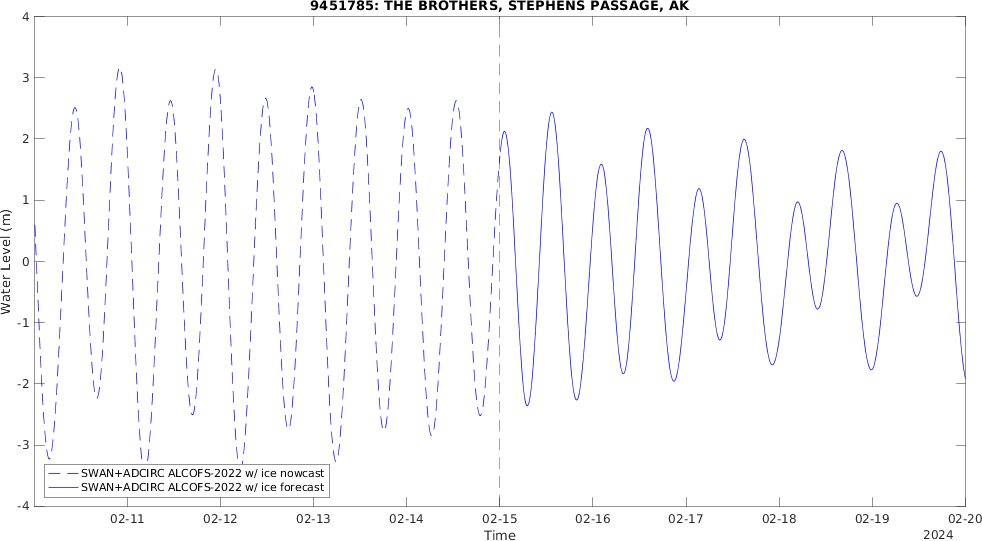 9451785: THE BROTHERS, STEPHENS PASSAGE, AK
4
3
2
1
0
-1
-2
-3
-4
Water Level (m)
SWAN+ADCIRC ALCOFS-2022 w/ ice nowcast
SWAN+ADCIRC ALCOFS-2022 w/ ice forecast
02-11 02-12 02-13 02-14 02-15 02-16 02-17 02-18 02-19 02-20
Time
2024